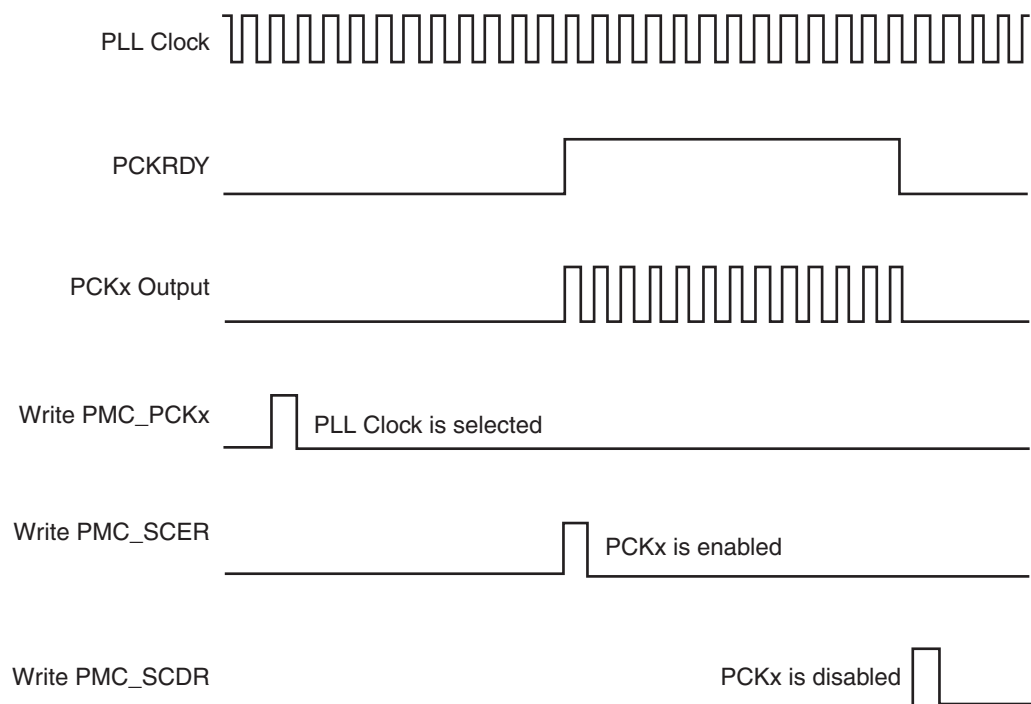 PLL Clock
PCKRDY
PCKx Output
Write PMC_PCKx
PLL Clock is selected
Write PMC_SCER
PCKx is enabled
Write PMC_SCDR
PCKx is disabled